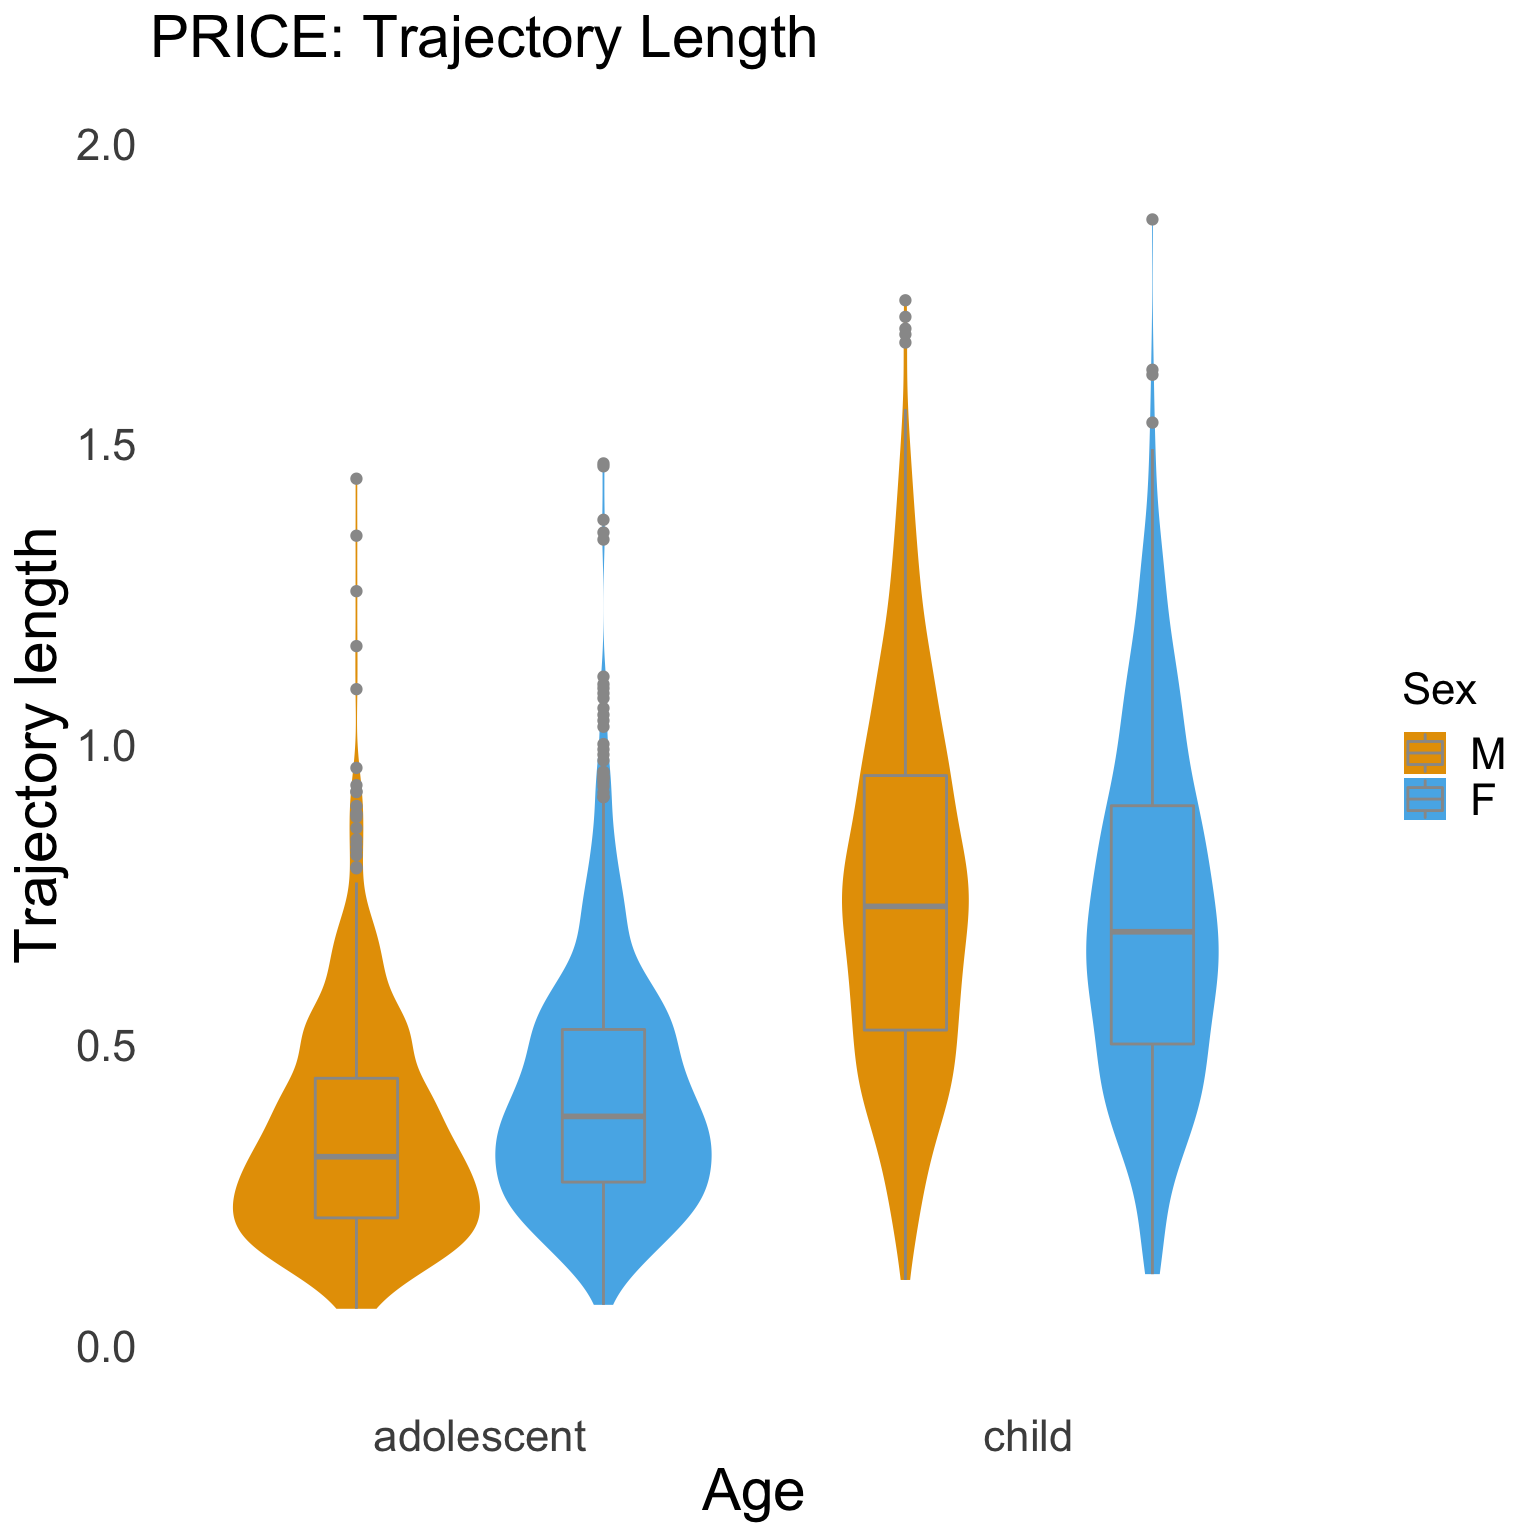 PRICE: Trajectory Length
2.0
1.5
1.0
0.5
0.0
Trajectory length
adolescent child
Age
Sex
M
F